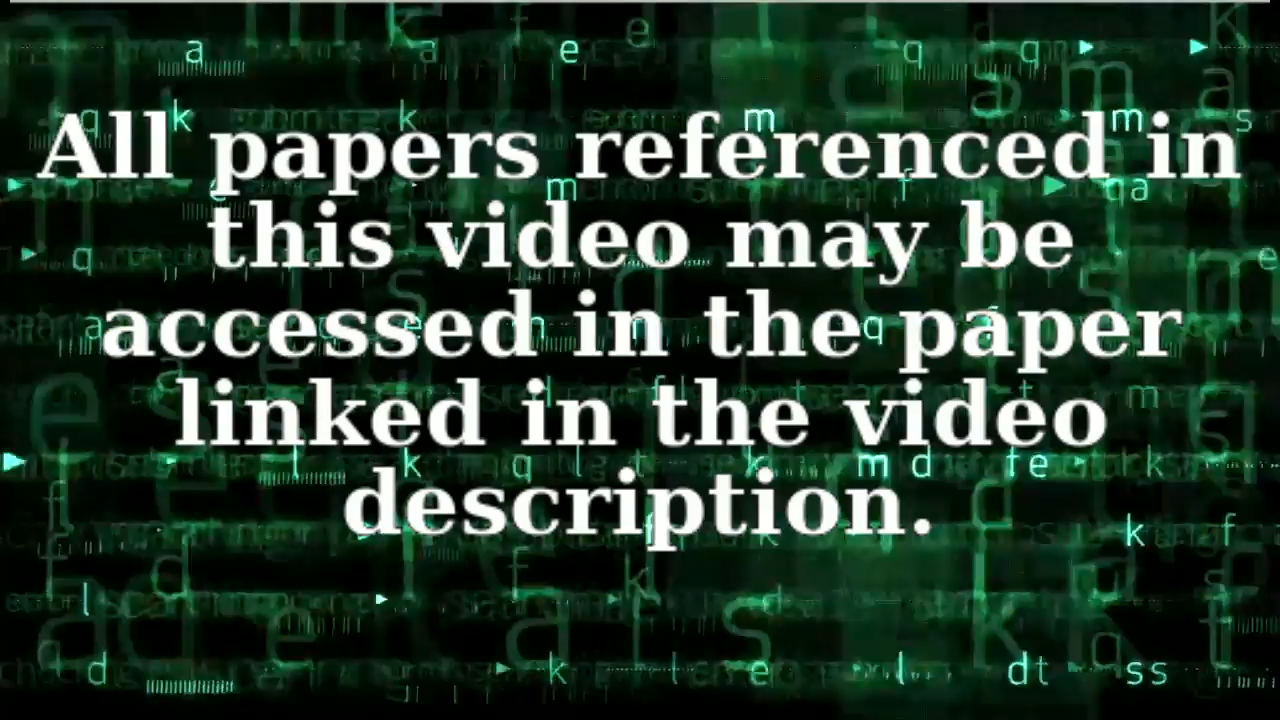 All papers referenced in
this video may be
accessed in the paper
linked in the video
description.